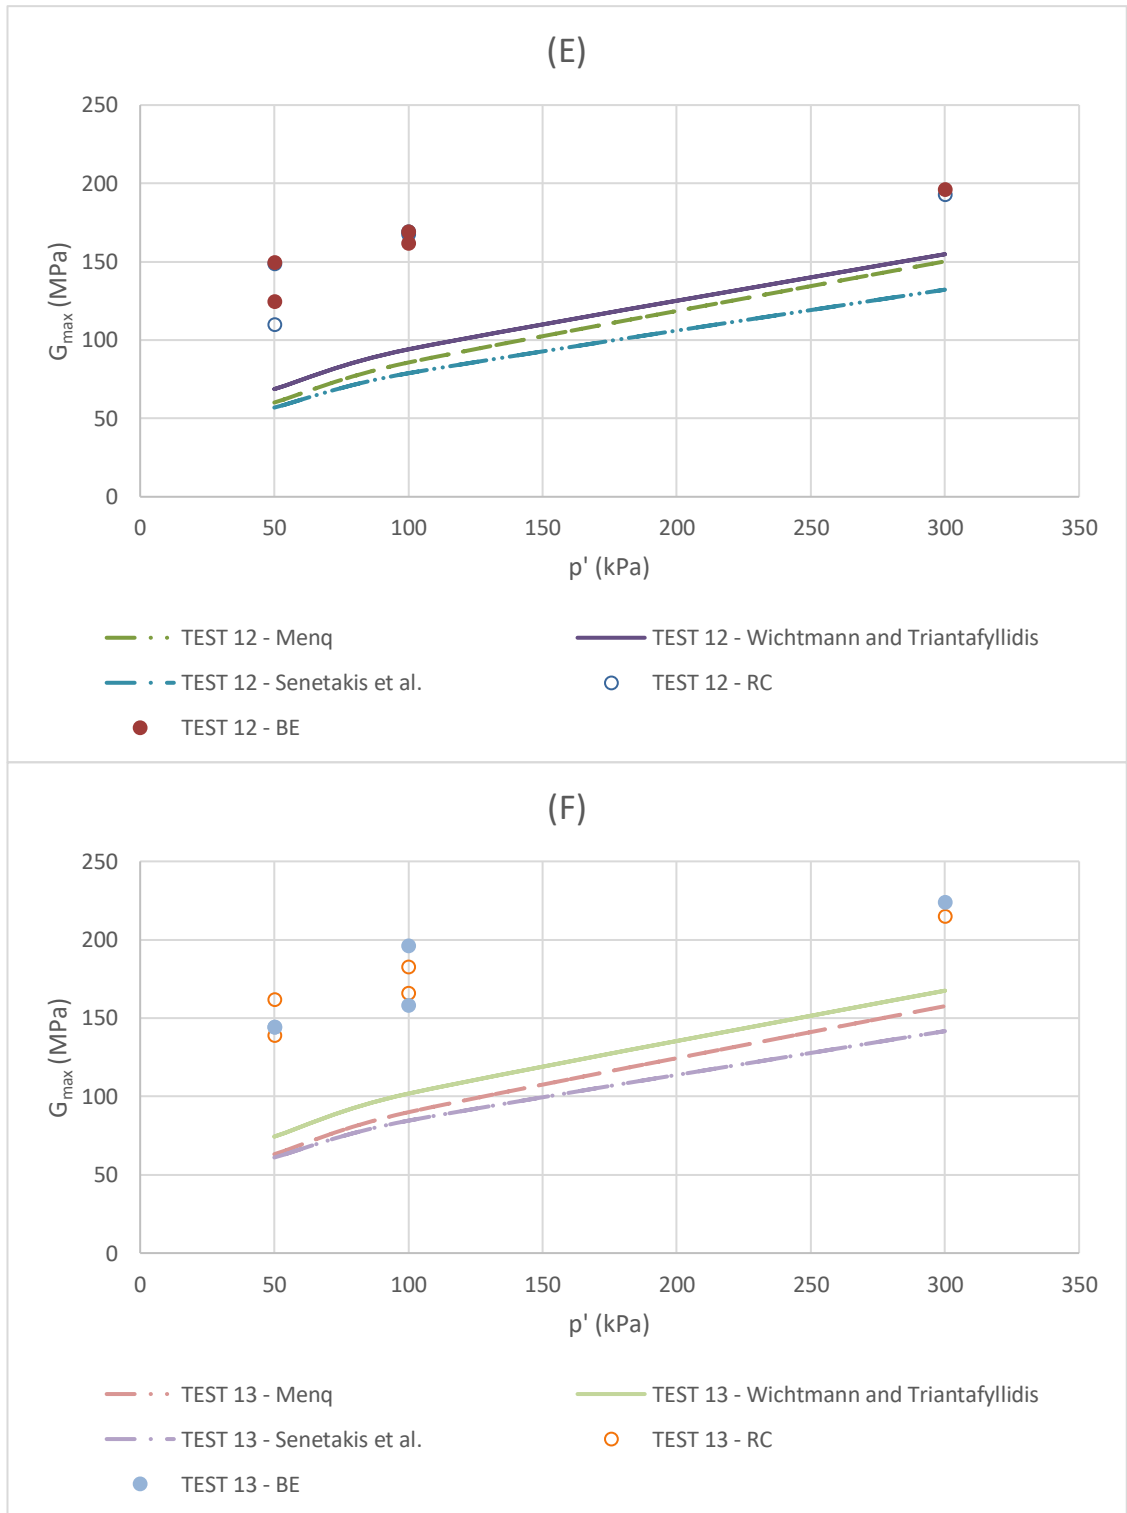 (E)
250
200
150
100
50
0
G_max (MPa)
0 50 100 150 200 250 300 350
p' (kPa)
TEST 12 - Menq TEST 12 - Wichtmann and Triantafyllidis
TEST 12 - Senetakis et al. TEST 12 - RC
TEST 12 - BE
(F)
250
200
150
100
50
0
G_max (MPa)
0 50 100 150 200 250 300 350
p' (kPa)
TEST 13 - Menq TEST 13 - Wichtmann and Triantafyllidis
TEST 13 - Senetakis et al. TEST 13 - RC
TEST 13 - BE